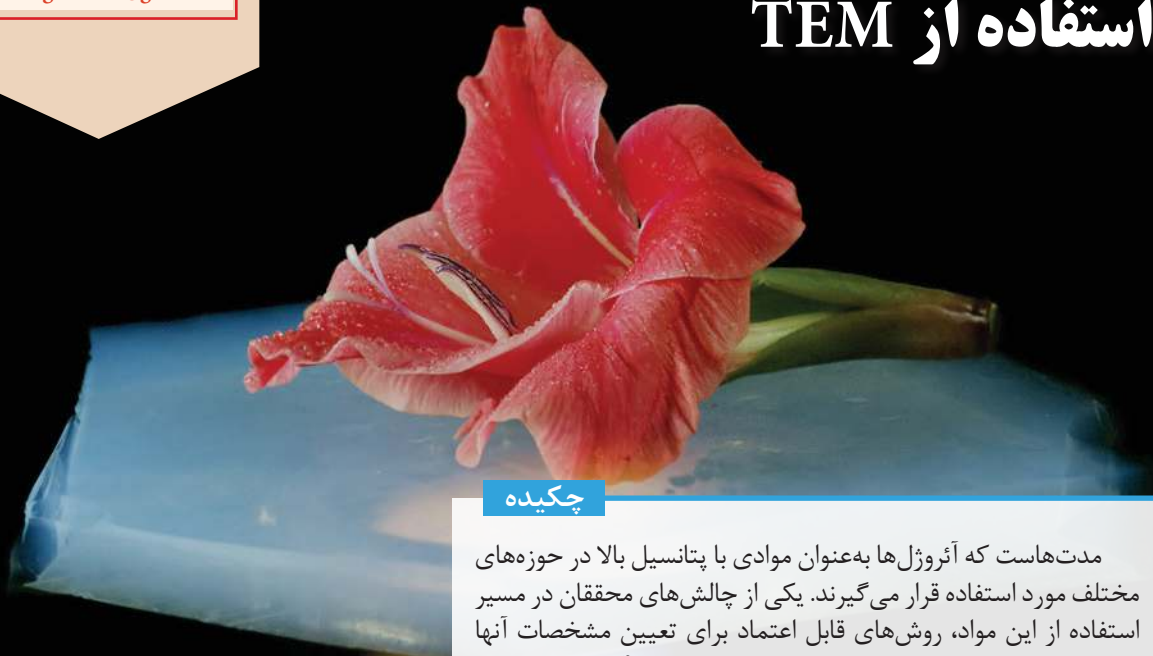 استفاده از TEM
چکیده
مدت‌هاست که آئروژل‌ها به‌عنوان موادی با پتانسیل بالا در حوزه‌های
مختلف مورد استفاده قرار می‌گیرند. یکی از چالش‌های محققان در مسیر
استفاده از این مواد، روش‌های قابل اعتماد برای تعیین مشخصات آنها